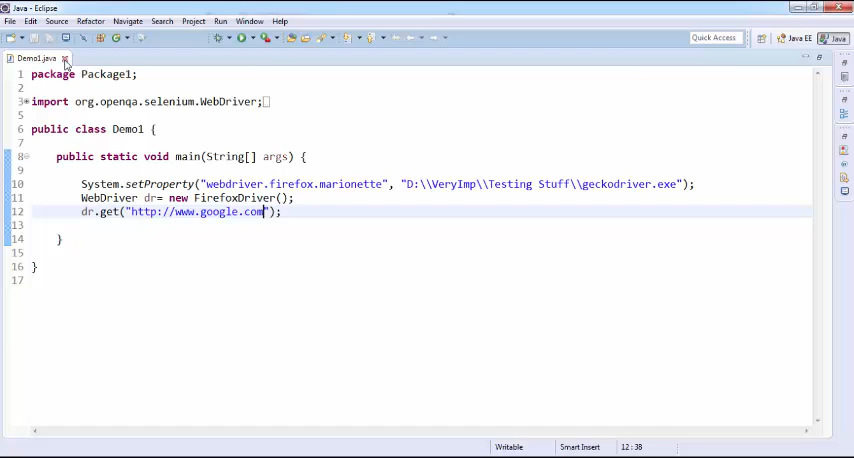 Java - Eclipse
File Edit Source Refactor Navigate Search Project Run Window Help
Quick Access Java EE Java
Demo1.java
1 package Package1;
2
3 import org.openqa.selenium.WebDriver;
5
6 public class Demo1 {
7
8 public static void main(String[] args) {
9
10 System.setProperty("webdriver.firefox.marionette", "D:\\VeryImp\\Testing Stuff\\geckodriver.exe");
11 WebDriver dr= new FirefoxDriver();
12 dr.get("http://www.google.com");
13
14 }
15
16 }
17
Writable Smart Insert 12 : 38